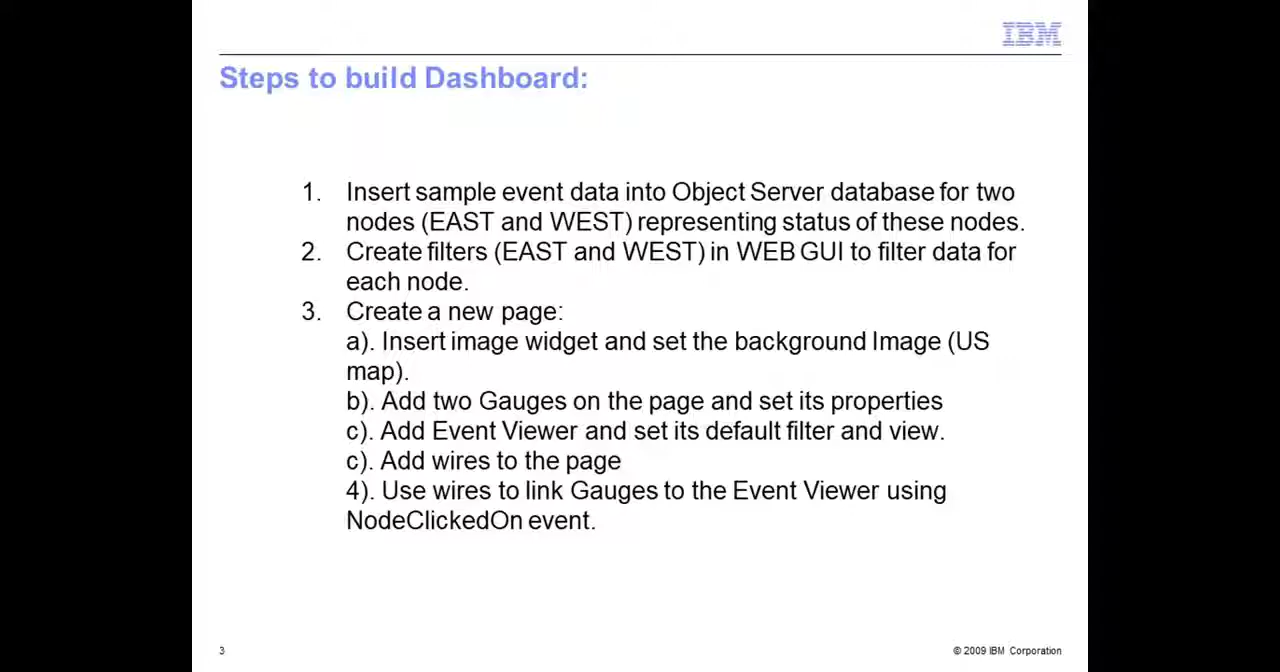 IBM
Steps to build Dashboard:
1. Insert sample event data into Object Server database for two
nodes (EAST and WEST) representing status of these nodes.
2. Create filters (EAST and WEST) in WEB GUI to filter data for
each node.
3. Create a new page:
a). Insert image widget and set the background Image (US
map).
b). Add two Gauges on the page and set its properties
c). Add Event Viewer and set its default filter and view.
c). Add wires to the page
4). Use wires to link Gauges to the Event Viewer using
NodeClickedOn event.
3
© 2009 IBM Corporation